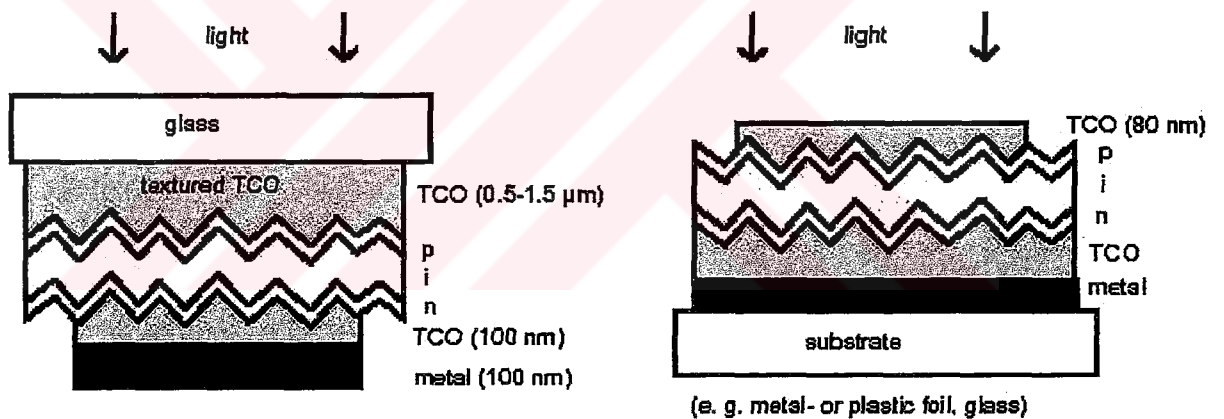 light
glass
textured TCO
TCO (0.5-1.5 µm)
p
i
n
TCO (100 nm)
metal (100 nm)
light
TCO (80 nm)
p
i
n
TCO
metal
substrate
(e. g. metal- or plastic foil, glass)